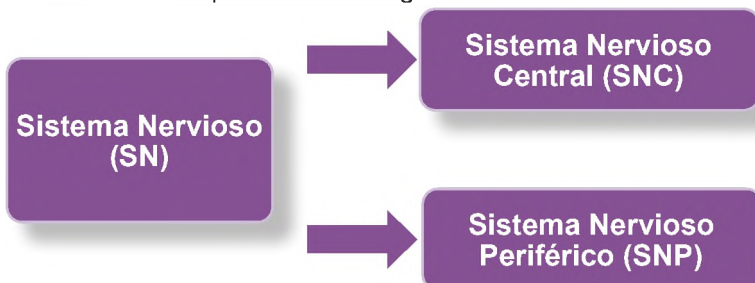 Sistema Nervioso
(SN)
Sistema Nervioso
Central (SNC)
Sistema Nervioso
Periférico (SNP)